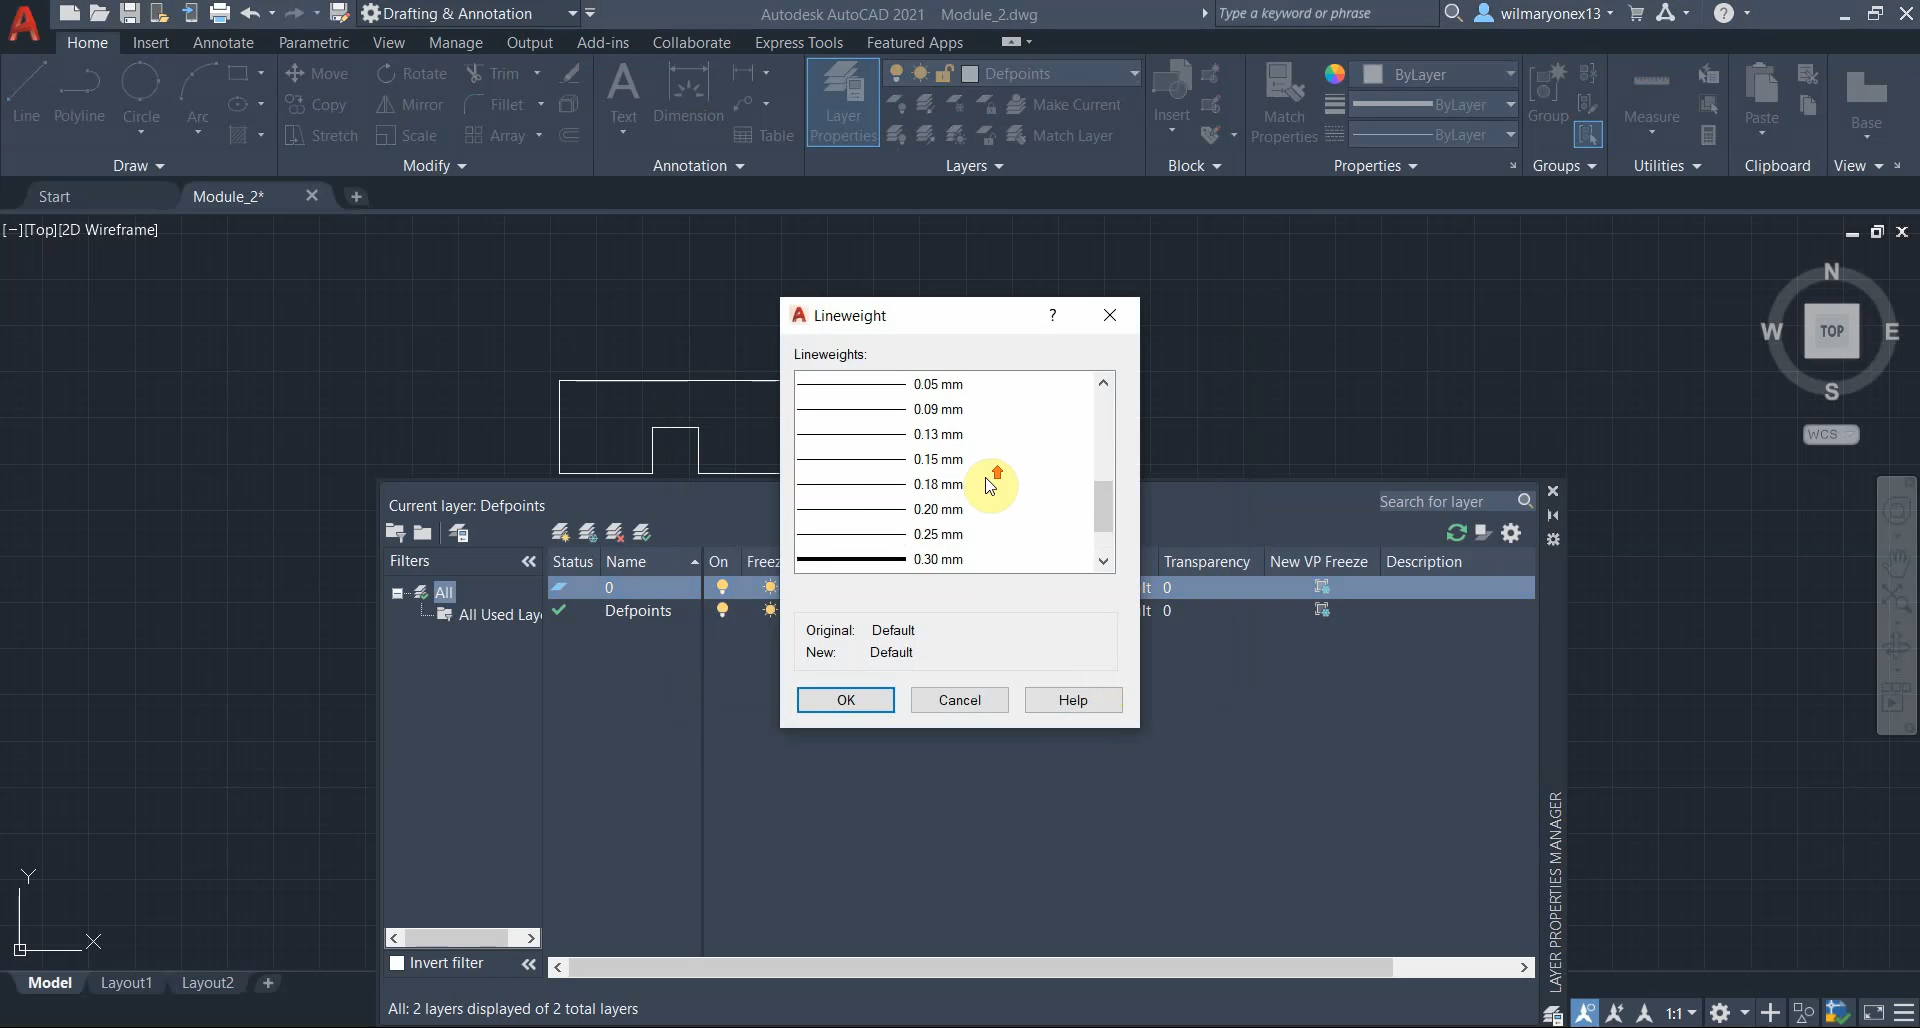 Drafting & Annotation
Autodesk AutoCAD 2021 Module_2.dwg
Type a keyword or phrase
wilmaryonex13
Home Insert Annotate Parametric View Manage Output Add-ins Collaborate Express Tools Featured Apps
Line Polyline Circle Arc
Move Rotate Trim
Copy Mirror Fillet
Stretch Scale Array
Text Dimension
Table
Layer Properties
Defpoints
Make Current
Match Layer
Insert
Match Properties
ByLayer
ByLayer
ByLayer
Group
Measure
Paste
Base
Draw Modify Annotation Layers Block Properties Groups Utilities Clipboard View
Start Module_2*
[−][Top][2D Wireframe]
N
W TOP E
S
WCS
Lineweight
Lineweights:
0.05 mm
0.09 mm
0.13 mm
0.15 mm
0.18 mm
0.20 mm
0.25 mm
0.30 mm
Original: Default
New: Default
OK Cancel Help
Current layer: Defpoints
Search for layer
Filters
Status Name On Freez Transparency New VP Freeze Description
All
All Used Laye
0 lt 0
Defpoints lt 0
Invert filter
All: 2 layers displayed of 2 total layers
LAYER PROPERTIES MANAGER
Y
X
Model Layout1 Layout2
1:1